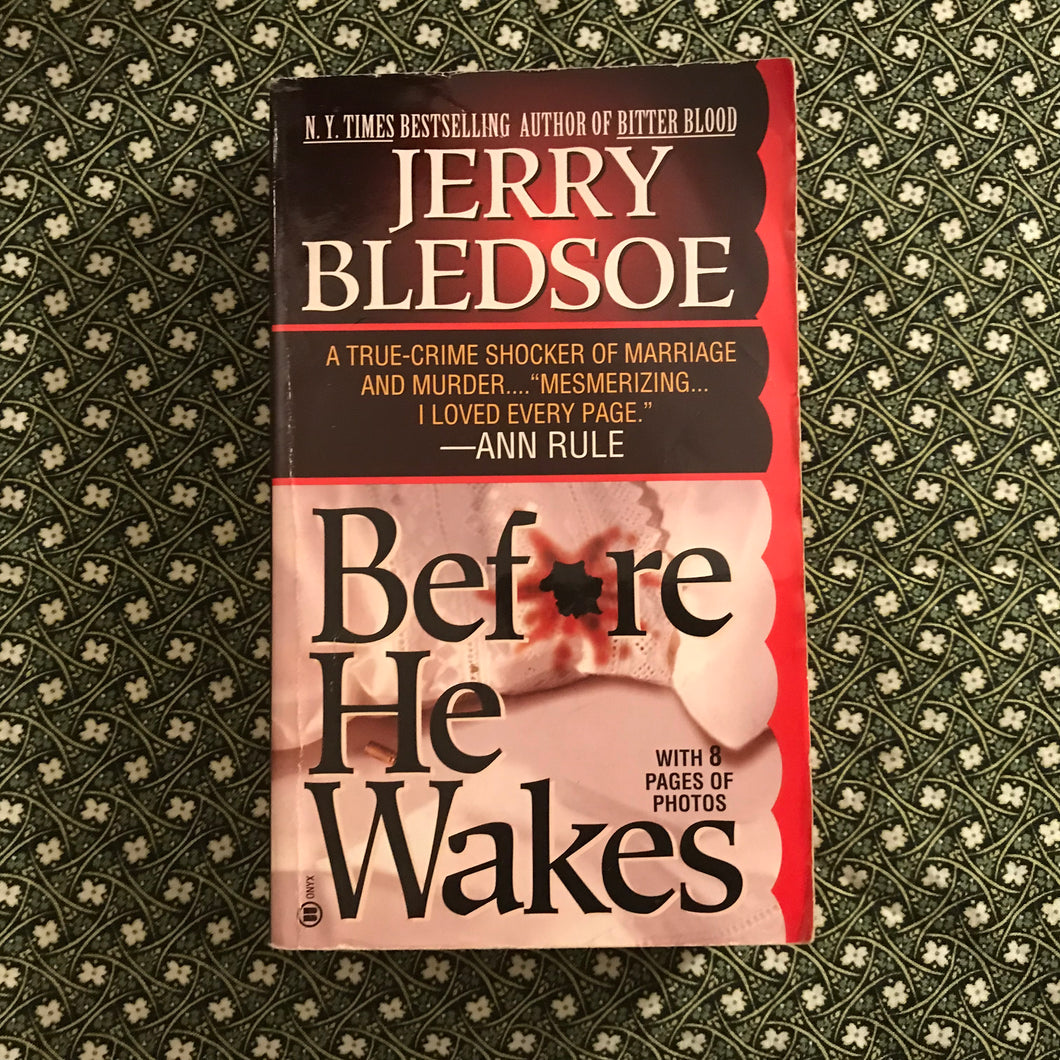 N. Y. TIMES BESTSELLING AUTHOR OF BITTER BLOOD
JERRY
BLEDSOE
A TRUE-CRIME SHOCKER OF MARRIAGE
AND MURDER...."MESMERIZING...
I LOVED EVERY PAGE."
—ANN RULE
Before
He
Wakes
WITH 8
PAGES OF
PHOTOS
ONYX